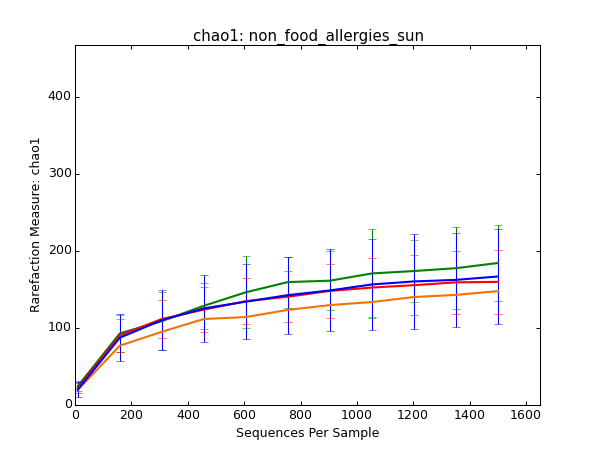 chao1: non_food_allergies_sun
400
300
200
100
0
Rarefaction Measure: chao1
0 200 400 600 800 1000 1200 1400 1600
Sequences Per Sample